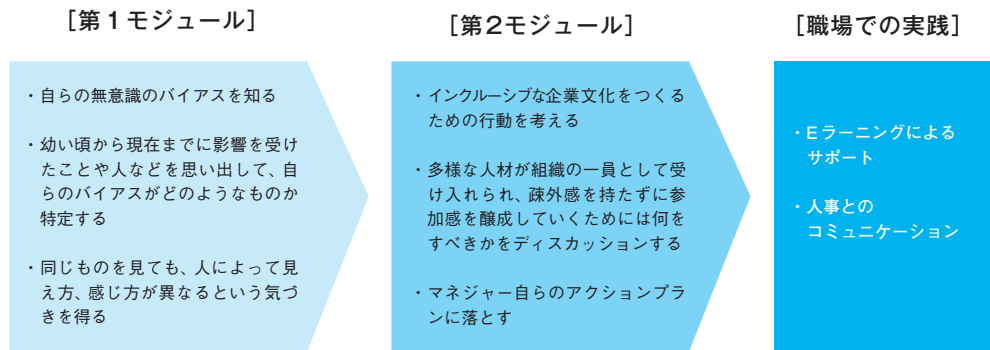 ［第１モジュール］
・自らの無意識のバイアスを知る
・幼い頃から現在までに影響を受け
たことや人などを思い出して、自
らのバイアスがどのようなものか
特定する
・同じものを見ても、人によって見
え方、感じ方が異なるという気づ
きを得る
［第2モジュール］
・インクルーシブな企業文化をつくる
ための行動を考える
・多様な人材が組織の一員として受
け入れられ、疎外感を持たずに参
加感を醸成していくためには何を
すべきかをディスカッションする
・マネジャー自らのアクションプラ
ンに落とす
［職場での実践］
・Eラーニングによる
サポート
・人事との
コミュニケーション